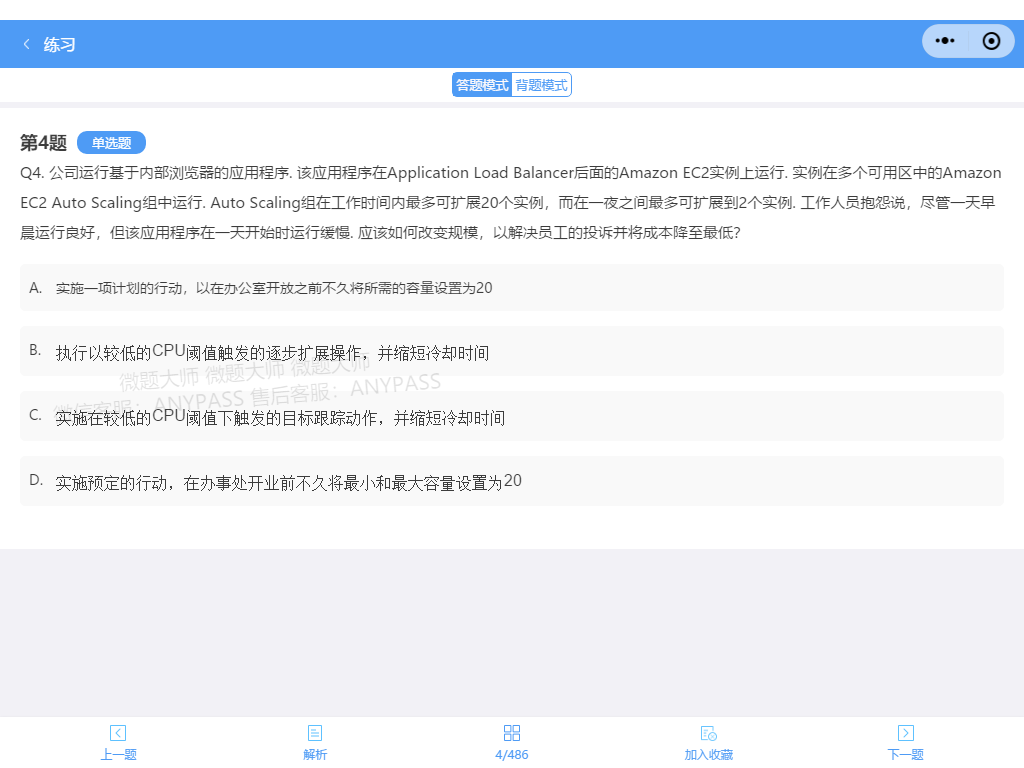 练习
答题模式 背题模式
第4题 单选题
Q4. 公司运行基于内部浏览器的应用程序. 该应用程序在Application Load Balancer后面的Amazon EC2实例上运行. 实例在多个可用区中的Amazon
EC2 Auto Scaling组中运行. Auto Scaling组在工作时间内最多可扩展20个实例，而在一夜之间最多可扩展到2个实例. 工作人员抱怨说，尽管一天早
晨运行良好，但该应用程序在一天开始时运行缓慢. 应该如何改变规模，以解决员工的投诉并将成本降至最低?
A. 实施一项计划的行动，以在办公室开放之前不久将所需的容量设置为20
B. 执行以较低的CPU阈值触发的逐步扩展操作，并缩短冷却时间
微题大师 微题大师 微题大师
微信客服：ANYPASS 售后客服：ANYPASS
C. 实施在较低的CPU阈值下触发的目标跟踪动作，并缩短冷却时间
D. 实施预定的行动，在办事处开业前不久将最小和最大容量设置为20
上一题 解析 4/486 加入收藏 下一题